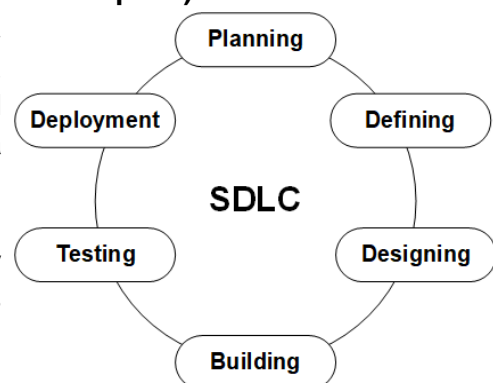 Planning
Deployment
Defining
SDLC
Testing
Designing
Building